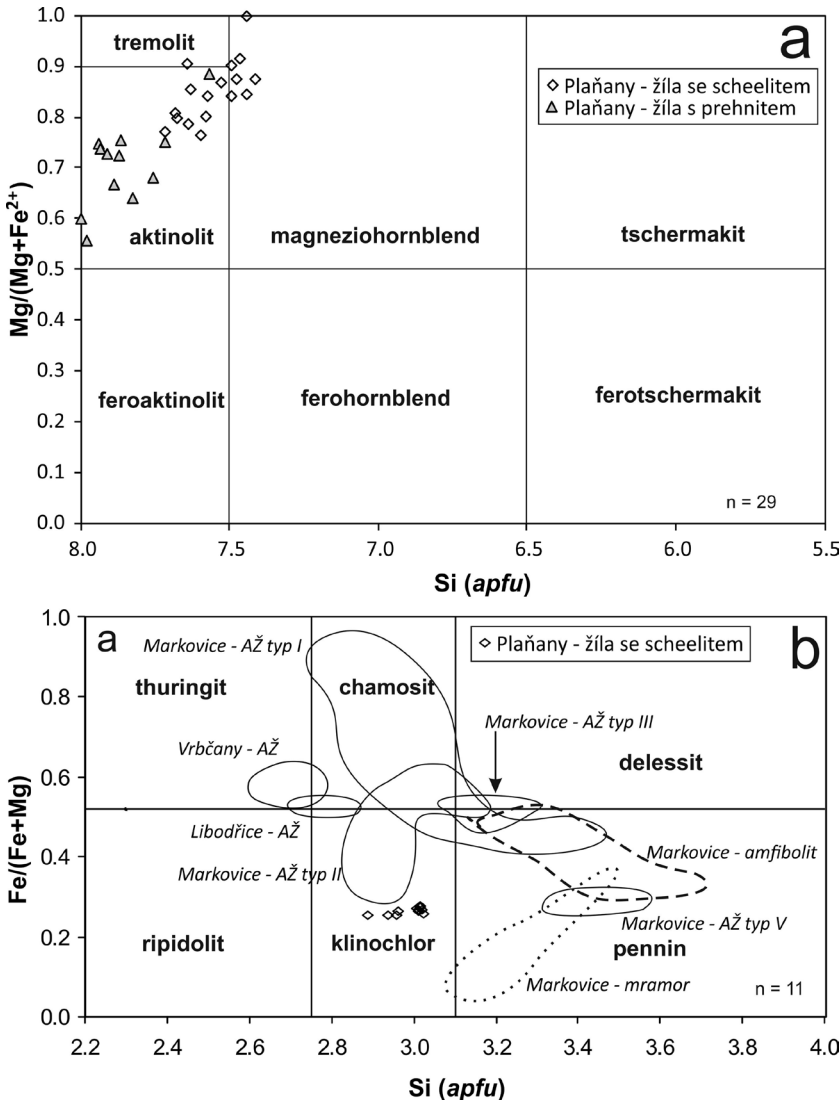 a
tremolit
Plaňany - žíla se scheelitem
Plaňany - žíla s prehnitem
aktinolit
magneziohornblend
tschermakit
feroaktinolit
ferohornblend
ferotschermakit
n = 29
1.0
0.9
0.8
0.7
0.6
0.5
0.4
0.3
0.2
0.1
0.0
Mg/(Mg+Fe²⁺)
8.0 7.5 7.0 6.5 6.0 5.5
Si (apfu)
a
b
Plaňany - žíla se scheelitem
Markovice - AŽ typ I
thuringit
chamosit
Markovice - AŽ typ III
Vrbčany - AŽ
delessit
Libodřice - AŽ
Markovice - AŽ typ II
Markovice - amfibolit
Markovice - AŽ typ V
ripidolit
klinochlor
pennin
Markovice - mramor
n = 11
1.0
0.8
0.6
0.4
0.2
0.0
Fe/(Fe+Mg)
2.2 2.4 2.6 2.8 3.0 3.2 3.4 3.6 3.8 4.0
Si (apfu)